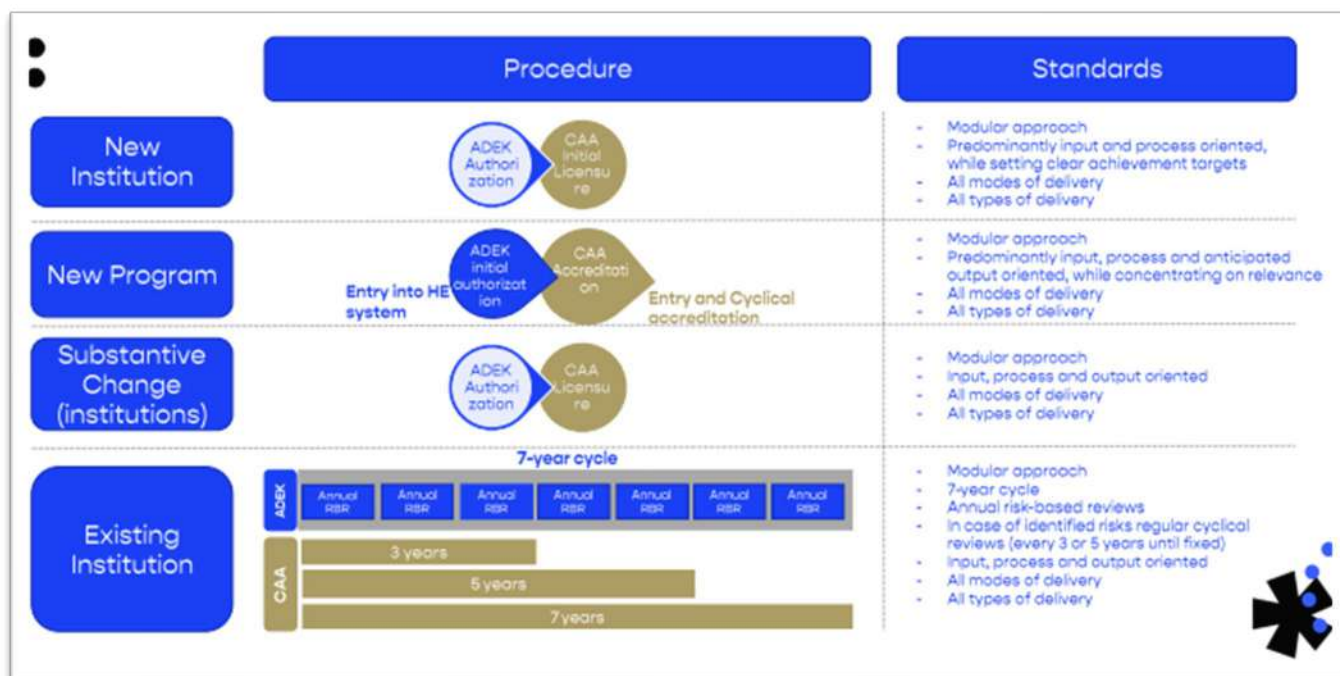 Procedure
Standards
New
Institution
ADEK
Authori
zation
CAA
Initial
Licensu
re
- Modular approach
- Predominantly input and process oriented,
while setting clear achievement targets
- All modes of delivery
- All types of delivery
New Program
ADEK
initial
authorizat
ion
CAA
Accreditati
on
Entry into HE
system
Entry and Cyclical
accreditation
- Modular approach
- Predominantly input, process and anticipated
output oriented, while concentrating on relevance
- All modes of delivery
- All types of delivery
Substantive
Change
(institutions)
ADEK
Authori
zation
CAA
Licensu
re
- Modular approach
- Input, process and output oriented
- All modes of delivery
- All types of delivery
Existing
Institution
7-year cycle
ADEK
Annual
RBR
Annual
RBR
Annual
RBR
Annual
RBR
Annual
RBR
Annual
RBR
Annual
RBR
CAA
3 years
5 years
7 years
- Modular approach
- 7-year cycle
- Annual risk-based reviews
- In case of identified risks regular cyclical
reviews (every 3 or 5 years until fixed)
- Input, process and output oriented
- All modes of delivery
- All types of delivery